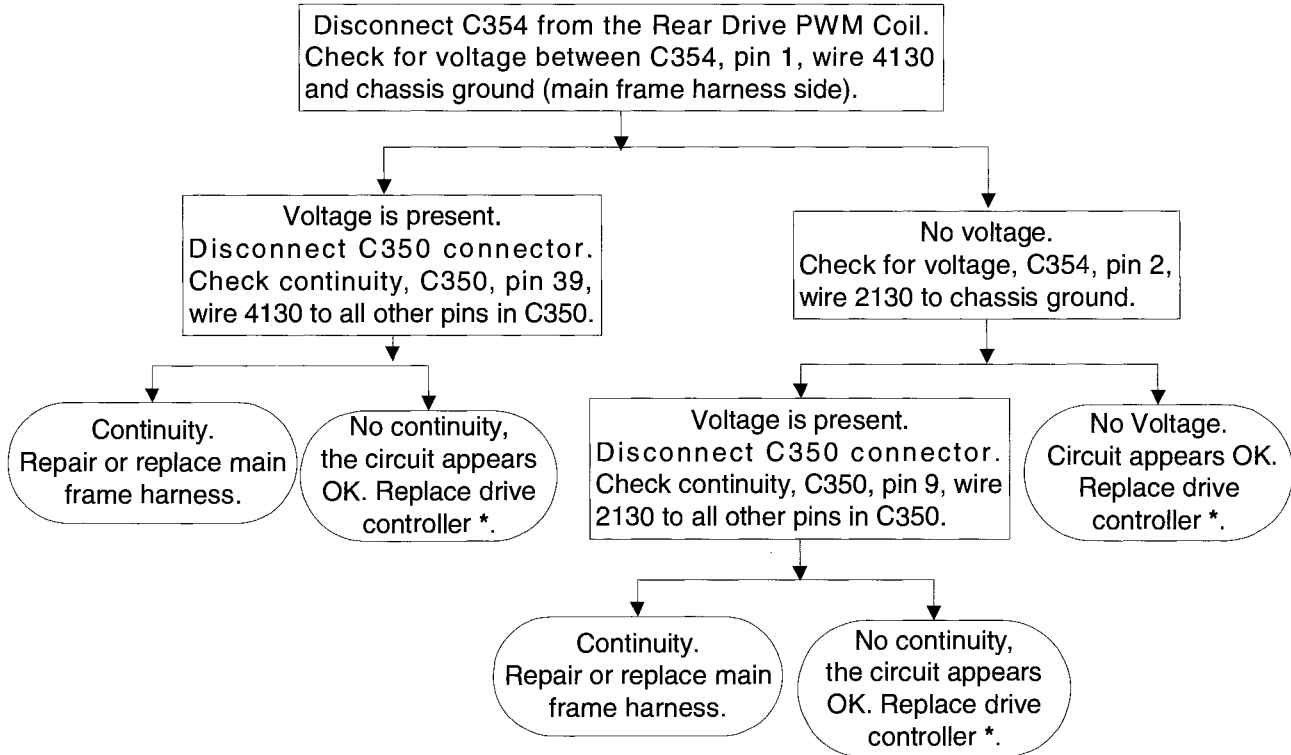 Disconnect C354 from the Rear Drive PWM Coil.
Check for voltage between C354, pin 1, wire 4130
and chassis ground (main frame harness side).
Voltage is present.
Disconnect C350 connector.
Check continuity, C350, pin 39,
wire 4130 to all other pins in C350.
No voltage.
Check for voltage, C354, pin 2,
wire 2130 to chassis ground.
Continuity.
Repair or replace main
frame harness.
No continuity,
the circuit appears
OK. Replace drive
controller *.
Voltage is present.
Disconnect C350 connector.
Check continuity, C350, pin 9, wire
2130 to all other pins in C350.
No Voltage.
Circuit appears OK.
Replace drive
controller *.
Continuity.
Repair or replace main
frame harness.
No continuity,
the circuit appears
OK. Replace drive
controller *.